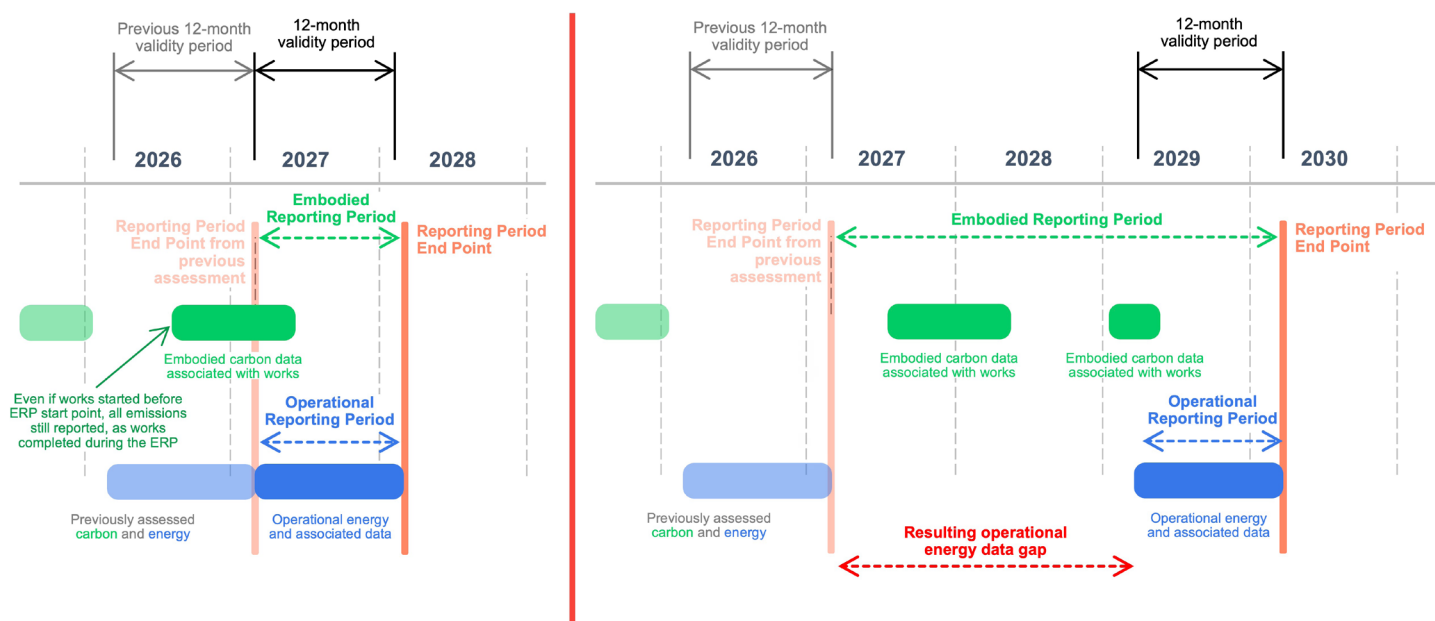 Previous 12-month
validity period
12-month
validity period
2026
2027
2028
Embodied
Reporting Period
Reporting Period
End Point from
previous
assessment
Reporting Period
End Point
Embodied carbon data
associated with works
Even if works started before
ERP start point, all emissions
still reported, as works
completed during the ERP
Operational
Reporting Period
Previously assessed
carbon and energy
Operational energy
and associated data
Previous 12-month
validity period
12-month
validity period
2026
2027
2028
2029
2030
Embodied Reporting Period
Reporting Period
End Point from
previous
assessment
Reporting Period
End Point
Embodied carbon data
associated with works
Embodied carbon data
associated with works
Operational
Reporting Period
Previously assessed
carbon and energy
Operational energy
and associated data
Resulting operational
energy data gap